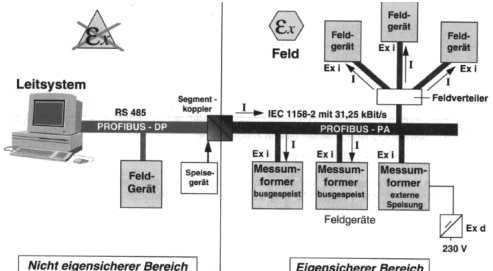 εx
εx
Feld
Leitsystem
Feld-
gerät
Feld-
gerät
Feld-
gerät
Ex i
Ex i
Ex i
I
I
I
Feldverteiler
RS 485
Segment-
koppler
I
IEC 1158-2 mit 31,25 kBit/s
PROFIBUS - DP
PROFIBUS - PA
Feld-
Gerät
Speise-
gerät
Ex i
I
Ex i
I
Ex i
Messum-
former
busgespeist
Messum-
former
busgespeist
Messum-
former
externe
Speisung
Feldgeräte
Ex d
230 V
Nicht eigensicherer Bereich
Eigensicherer Bereich